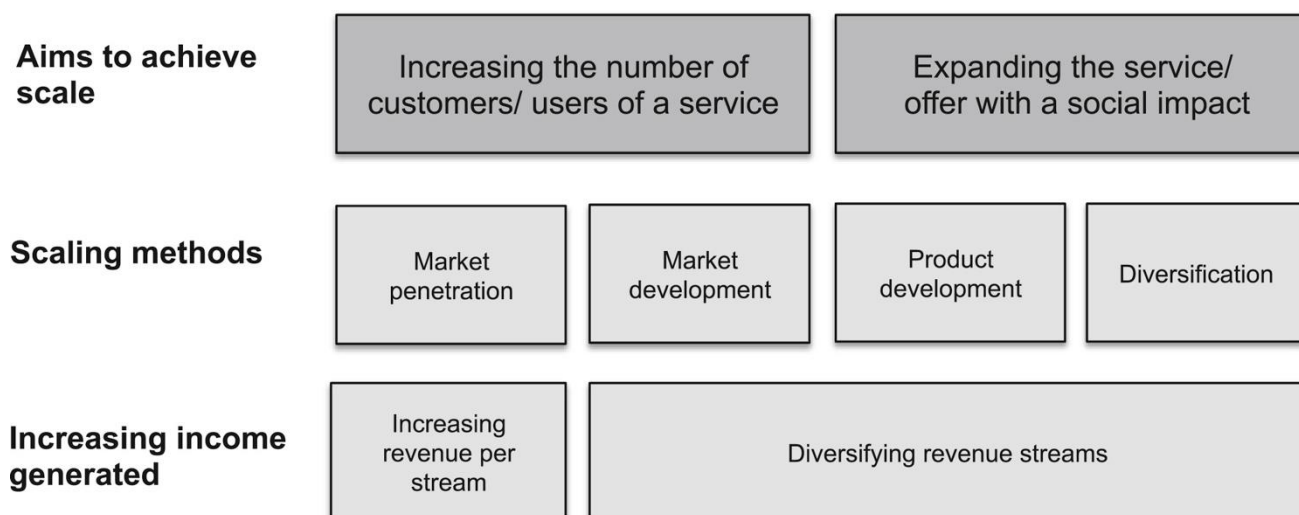 Aims to achieve
scale
Increasing the number of
customers/ users of a service
Expanding the service/
offer with a social impact
Scaling methods
Market
penetration
Market
development
Product
development
Diversification
Increasing income
generated
Increasing
revenue per
stream
Diversifying revenue streams